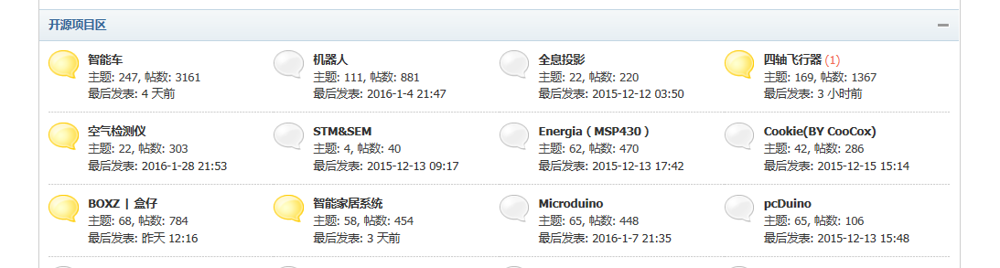 开源项目区
智能车
主题: 247, 帖数: 3161
最后发表: 4 天前
机器人
主题: 111, 帖数: 881
最后发表: 2016-1-4 21:47
全息投影
主题: 22, 帖数: 220
最后发表: 2015-12-12 03:50
四轴飞行器 (1)
主题: 169, 帖数: 1367
最后发表: 3 小时前
空气检测仪
主题: 22, 帖数: 303
最后发表: 2016-1-28 21:53
STM&SEM
主题: 4, 帖数: 40
最后发表: 2015-12-13 09:17
Energia ( MSP430 )
主题: 62, 帖数: 470
最后发表: 2015-12-13 17:42
Cookie(BY CooCox)
主题: 42, 帖数: 286
最后发表: 2015-12-15 15:14
BOXZ | 盒仔
主题: 68, 帖数: 784
最后发表: 昨天 12:16
智能家居系统
主题: 58, 帖数: 454
最后发表: 3 天前
Microduino
主题: 65, 帖数: 448
最后发表: 2016-1-7 21:35
pcDuino
主题: 65, 帖数: 106
最后发表: 2015-12-13 15:48